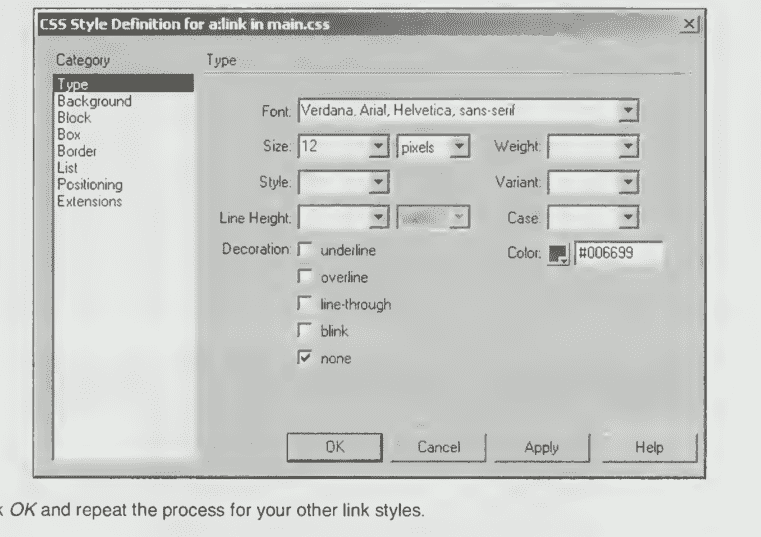 CSS Style Definition for a:link in main.css
Category
Type
Type
Background
Block
Box
Border
List
Positioning
Extensions
Font: Verdana, Arial, Helvetica, sans-serif
Size: 12 pixels Weight:
Style: Variant:
Line Height: Case
Decoration: underline Color: #006699
overline
line-through
blink
none
OK Cancel Apply Help
OK and repeat the process for your other link styles.